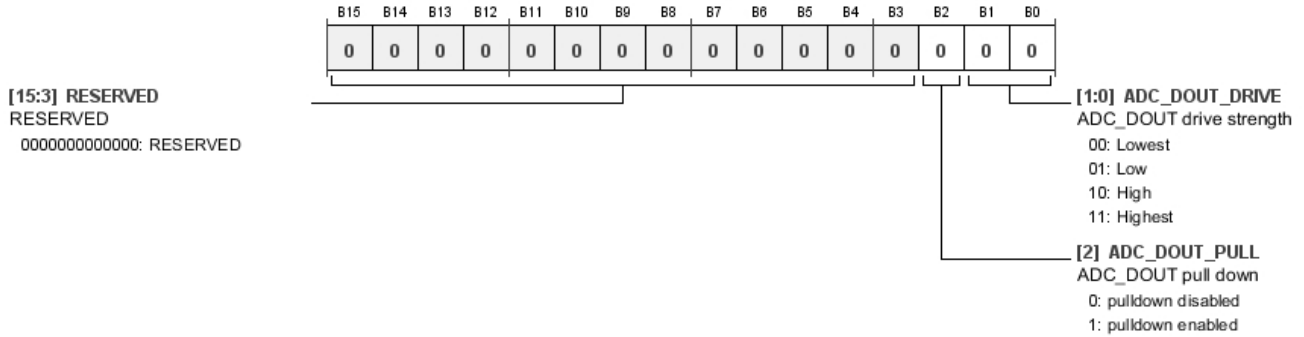 B15 B14 B13 B12 B11 B10 B9 B8 B7 B6 B5 B4 B3 B2 B1 B0
0 0 0 0 0 0 0 0 0 0 0 0 0 0 0 0
[15:3] RESERVED
RESERVED
0000000000000: RESERVED
[1:0] ADC_DOUT_DRIVE
ADC_DOUT drive strength
00: Lowest
01: Low
10: High
11: Highest
[2] ADC_DOUT_PULL
ADC_DOUT pull down
0: pulldown disabled
1: pulldown enabled